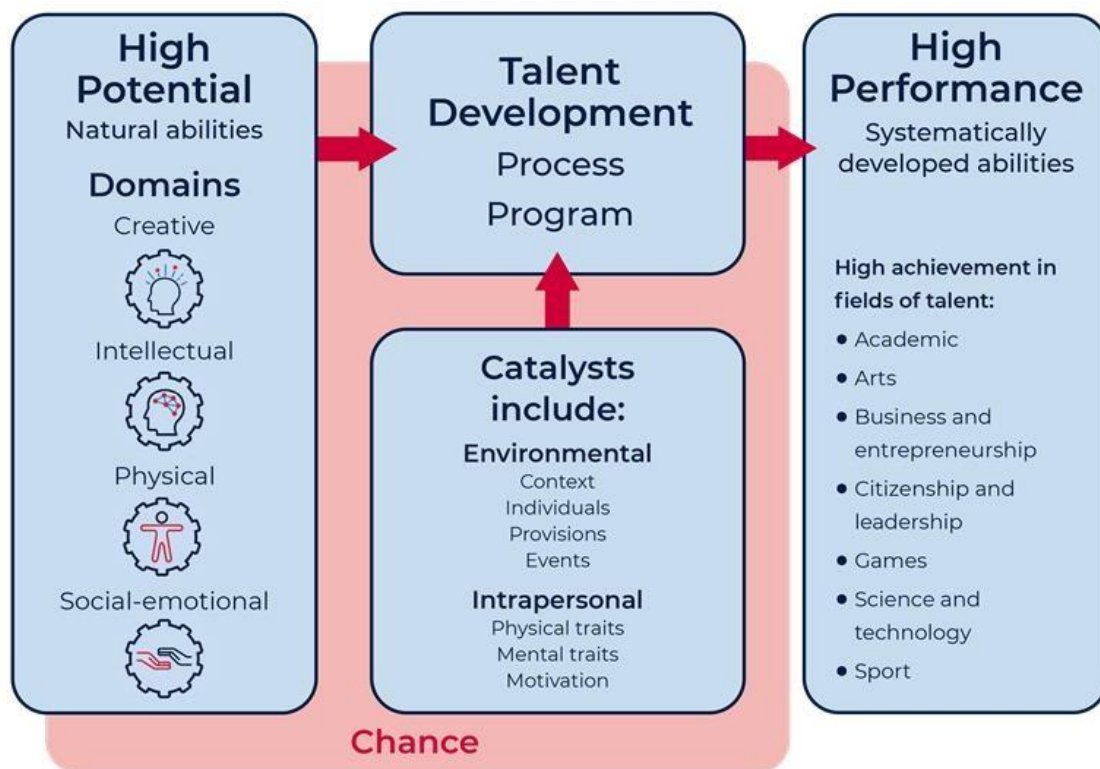 High
Potential
Natural abilities
Domains
Creative
Intellectual
Physical
Social-emotional
Talent
Development
Process
Program
Catalysts
include:
Environmental
Context
Individuals
Provisions
Events
Intrapersonal
Physical traits
Mental traits
Motivation
High
Performance
Systematically
developed abilities
High achievement in
fields of talent:
• Academic
• Arts
• Business and
entrepreneurship
• Citizenship and
leadership
• Games
• Science and
technology
• Sport
Chance